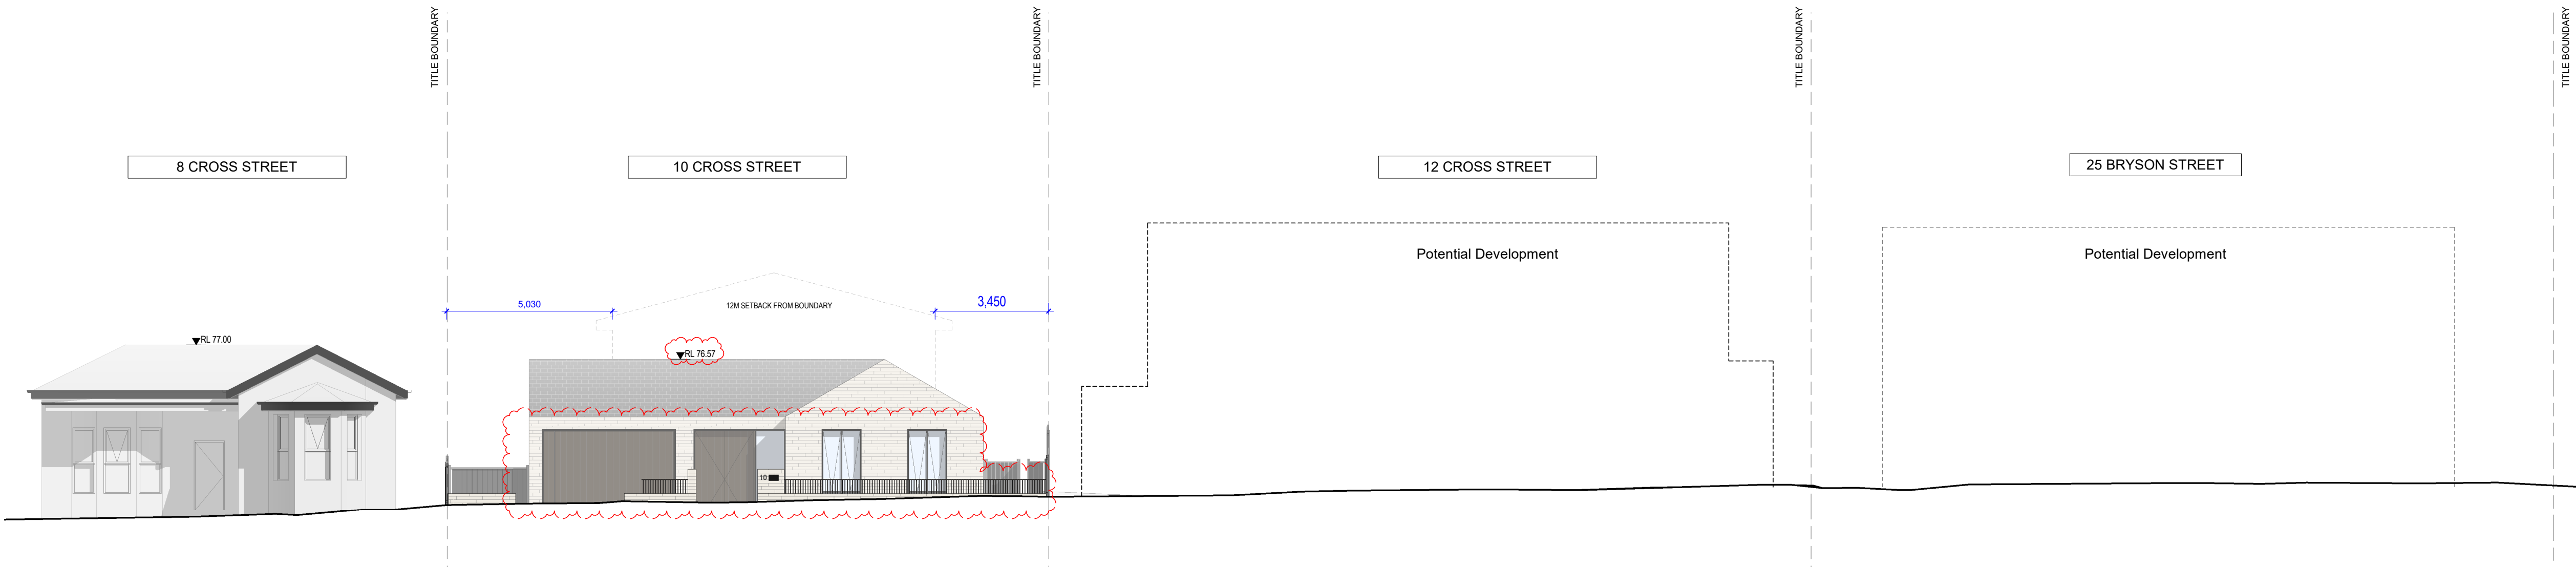 TITLE BOUNDARY
TITLE BOUNDARY
TITLE BOUNDARY
TITLE BOUNDARY
8 CROSS STREET
10 CROSS STREET
12 CROSS STREET
25 BRYSON STREET
Potential Development
Potential Development
5,030
12M SETBACK FROM BOUNDARY
3,450
RL 77.00
RL 76.57
10